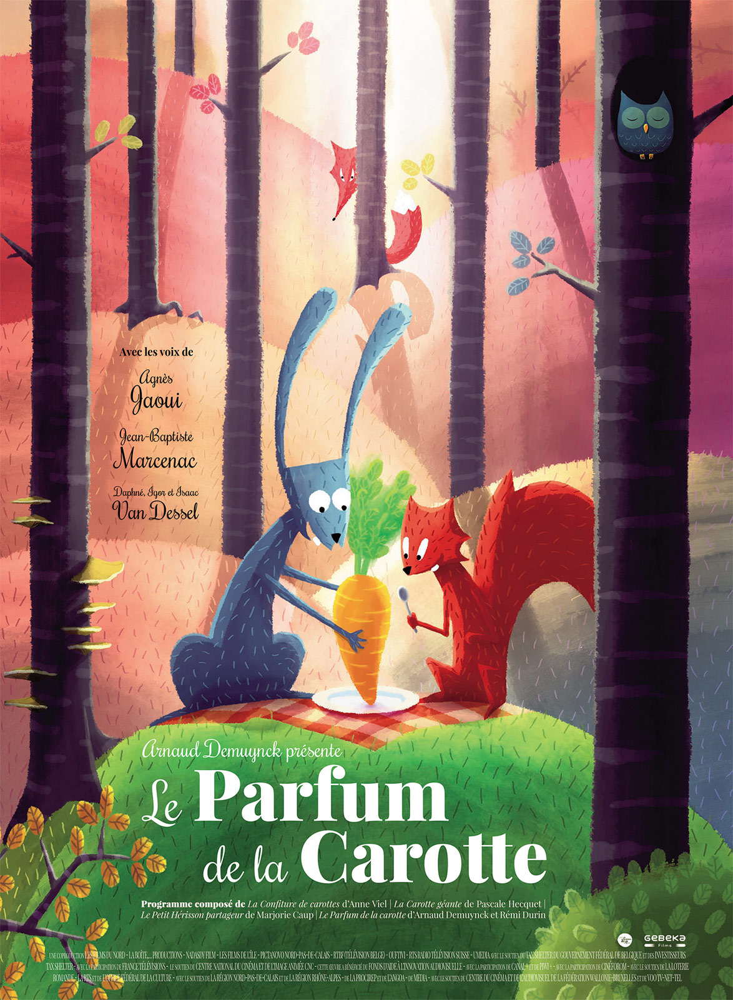 Avec les voix de
Agnès
Jaoui
Jean-Baptiste
Marcenac
Daphné, Igor et Isaac
Van Dessel
Arnaud Demuynck présente
Le Parfum
de la Carotte
Programme composé de La Confiture de carottes d'Anne Viel | La Carotte géante de Pascale Hecquet |
Le Petit Hérisson partageur de Marjorie Caup | Le Parfum de la carotte d'Arnaud Demuynck et Rémi Durin
GEBEKA
Films
UNE COPRODUCTION LES FILMS DU NORD - LA BOÎTE,... PRODUCTIONS - NADASDY FILM - LES FILMS DE L'ÎLE - PICTANOVO NORD-PAS-DE-CALAIS - RTBF (TÉLÉVISION BELGE) - OUFTIVI - RTS RADIO TÉLÉVISION SUISSE - UMEDIA AVEC LE SOUTIEN DU TAX SHELTER DU GOUVERNEMENT FÉDÉRAL DE BELGIQUE ET DES INVESTISSEURS
TAX SHELTER - AVEC LA PARTICIPATION DE FRANCE TÉLÉVISIONS - LE SOUTIEN DU CENTRE NATIONAL DU CINÉMA ET DE L'IMAGE ANIMÉE CNC - CETTE ŒUVRE A BÉNÉFICIÉ DU FONDS D'AIDE À L'INNOVATION AUDIOVISUELLE - AVEC LA PARTICIPATION DE CANAL+ ET DE PIWI+ - AVEC LA PARTICIPATION DE CINÉFOROM - AVEC LE SOUTIEN DE LA LOTERIE
ROMANDE - FÉDÉRAL DE LA CULTURE - AVEC LE SOUTIEN DE LA RÉGION NORD-PAS-DE-CALAIS ET DE LA RÉGION RHÔNE-ALPES - DE LA PROCIREP ET DE L'ANGOA - DE MEDIA - AVEC LE SOUTIEN DU CENTRE DU CINÉMA ET DE L'AUDIOVISUEL DE LA FÉDÉRATION WALLONIE-BRUXELLES ET DE VOO TV-NET-TEL